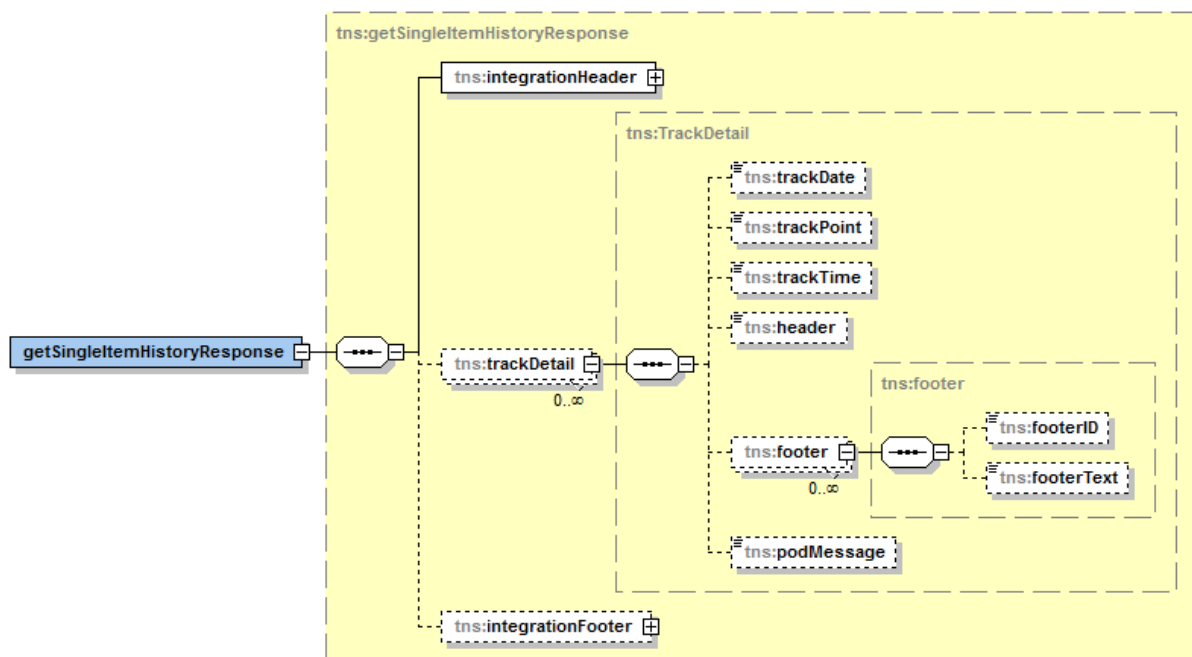 tns:getSingleItemHistoryResponse
tns:integrationHeader
tns:TrackDetail
tns:trackDate
tns:trackPoint
tns:trackTime
tns:header
getSingleItemHistoryResponse
tns:trackDetail
0..∞
tns:footer
tns:footerID
tns:footer
0..∞
tns:footerText
tns:podMessage
tns:integrationFooter